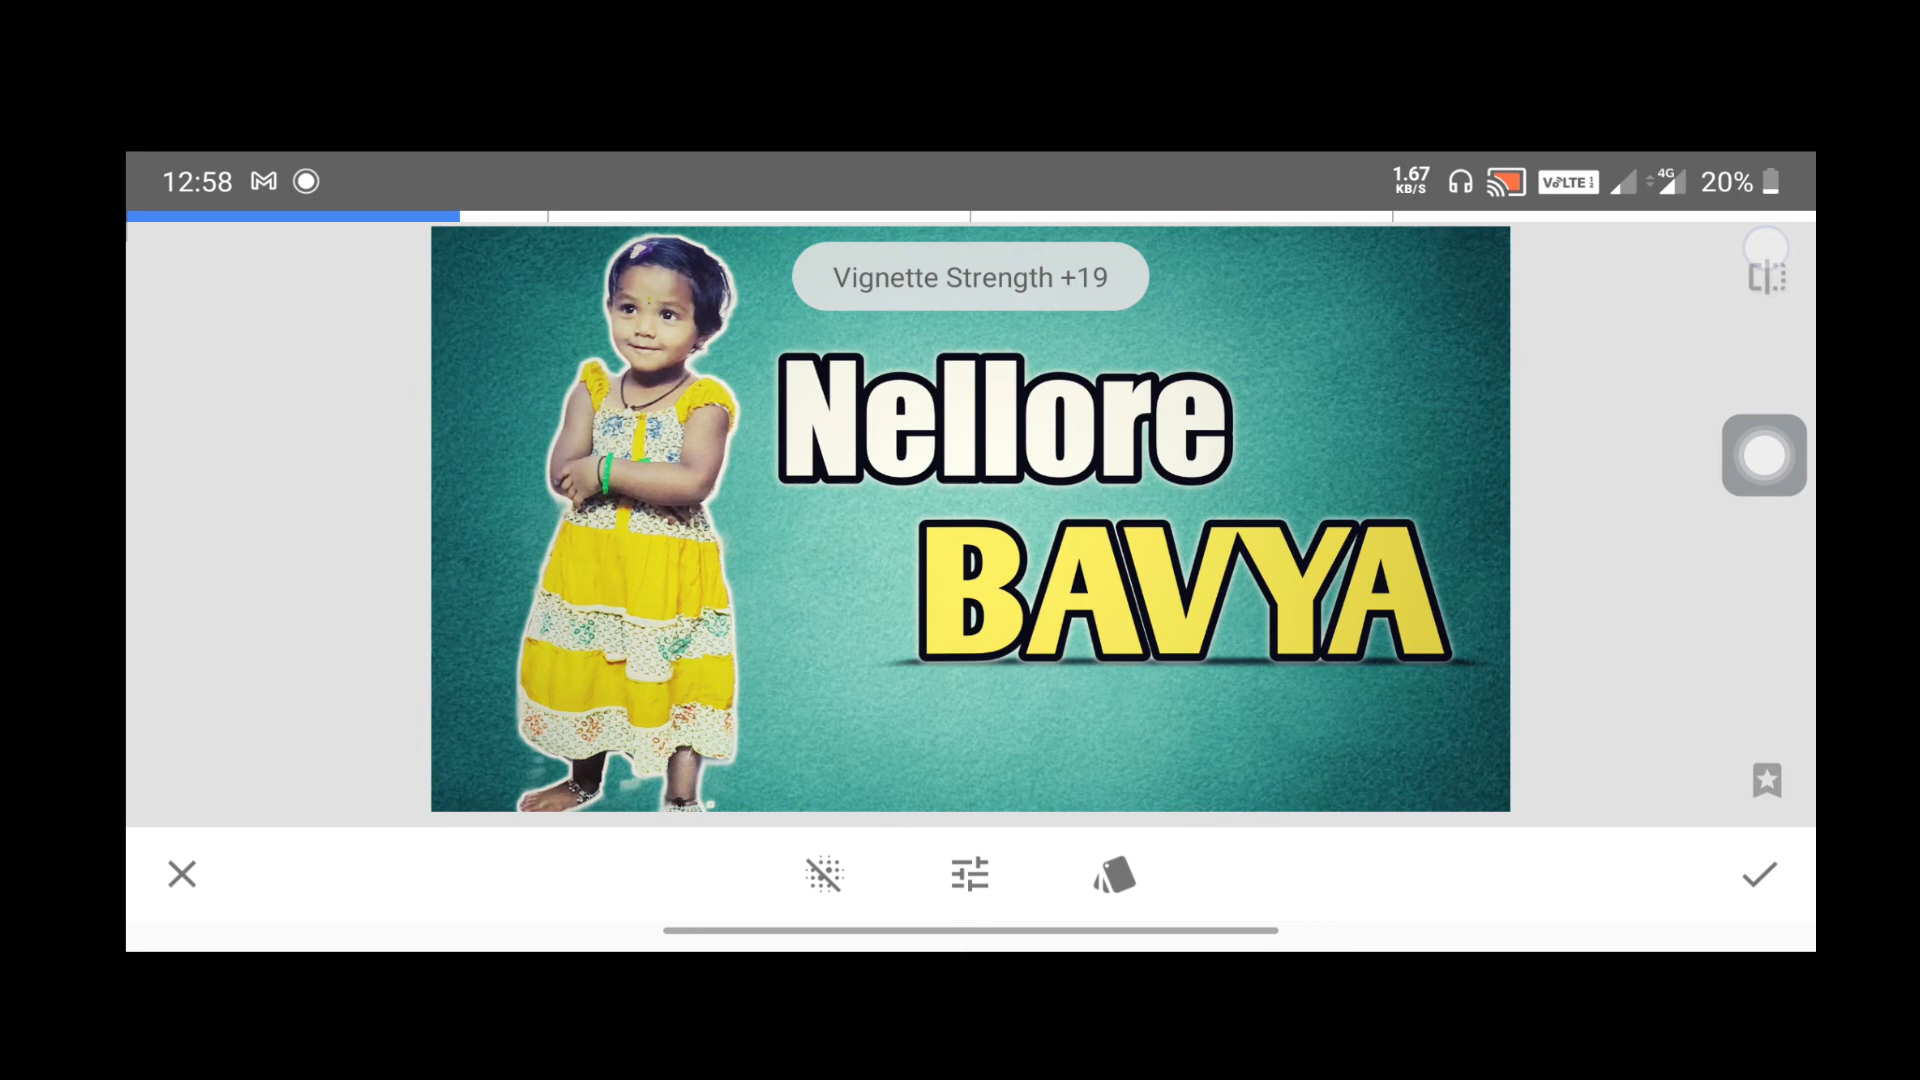 12:58
1.67
KB/S
VoLTE
4G
20%
Vignette Strength +19
Nellore
BAVYA